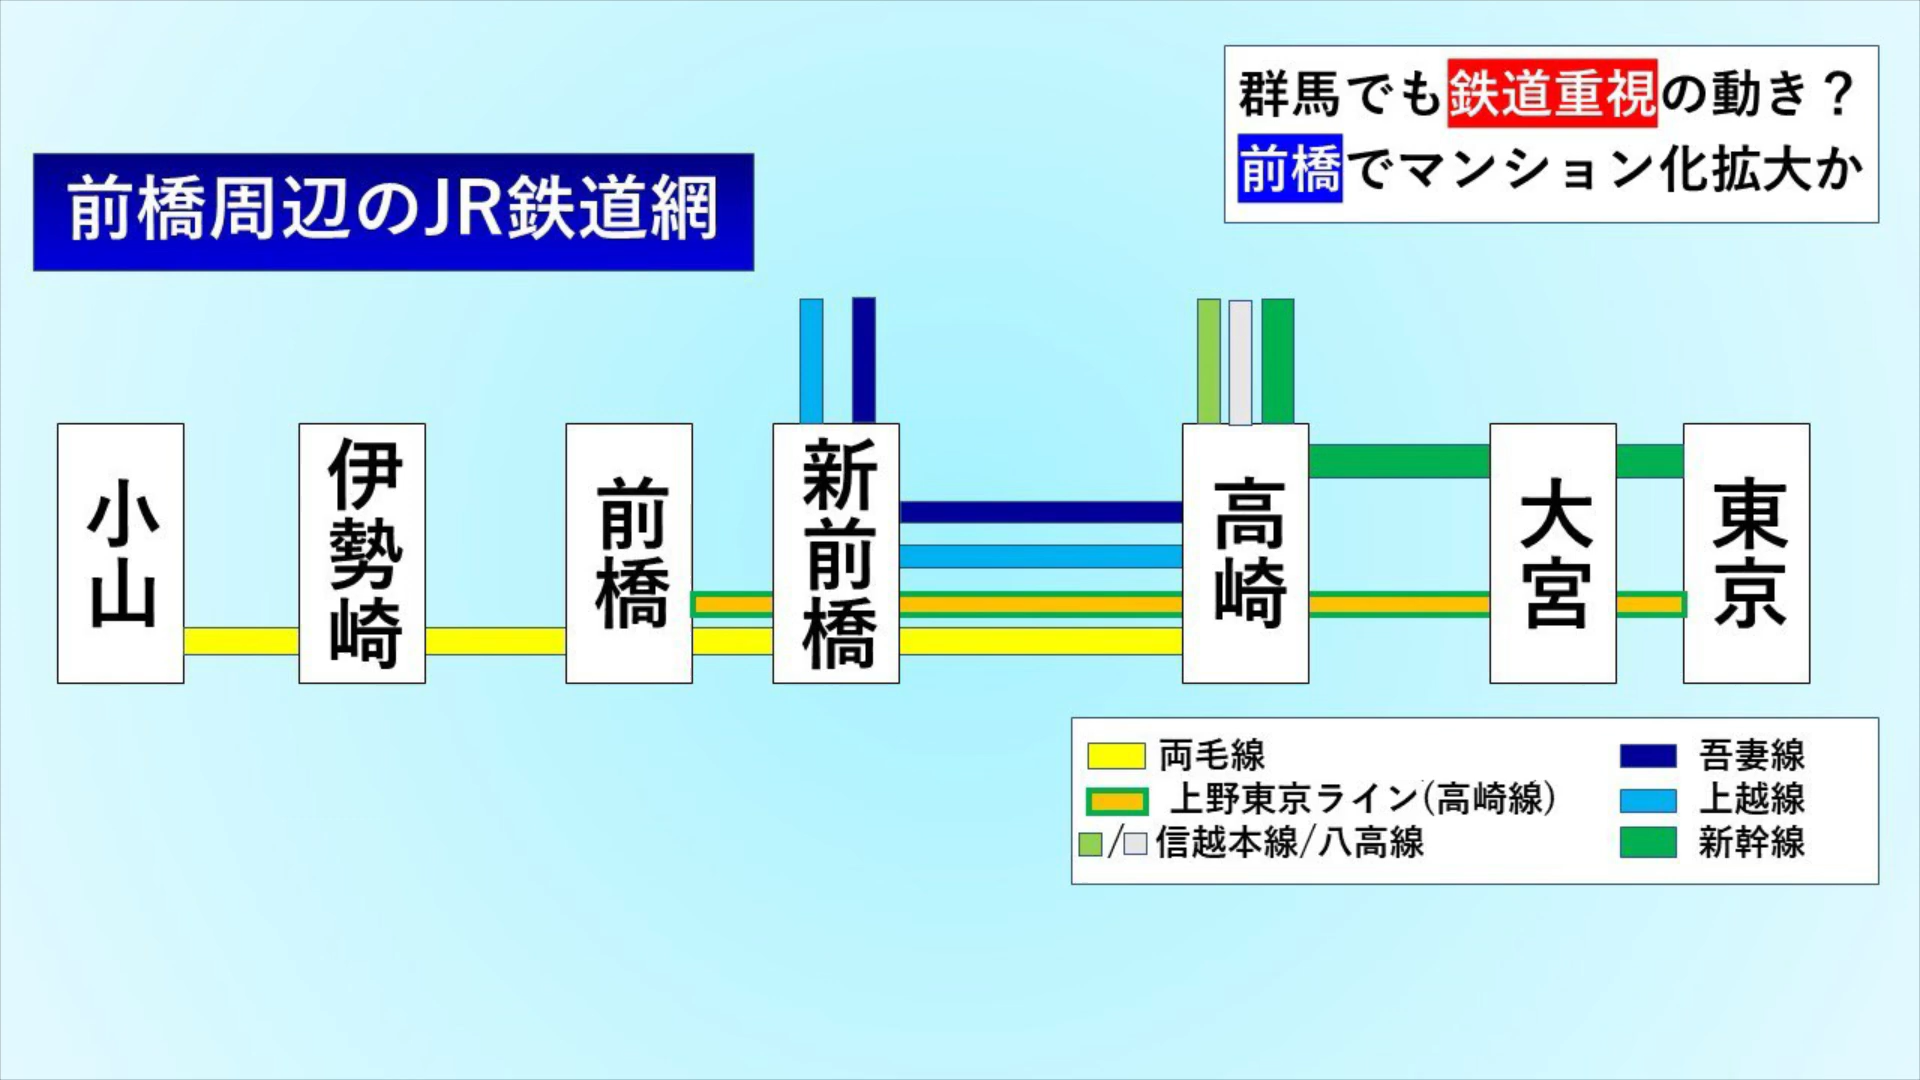 群馬でも鉄道重視の動き？
前橋でマンション化拡大か
前橋周辺のJR鉄道網
小山
伊勢崎
前橋
新前橋
高崎
大宮
東京
両毛線
上野東京ライン(高崎線)
/信越本線/八高線
吾妻線
上越線
新幹線